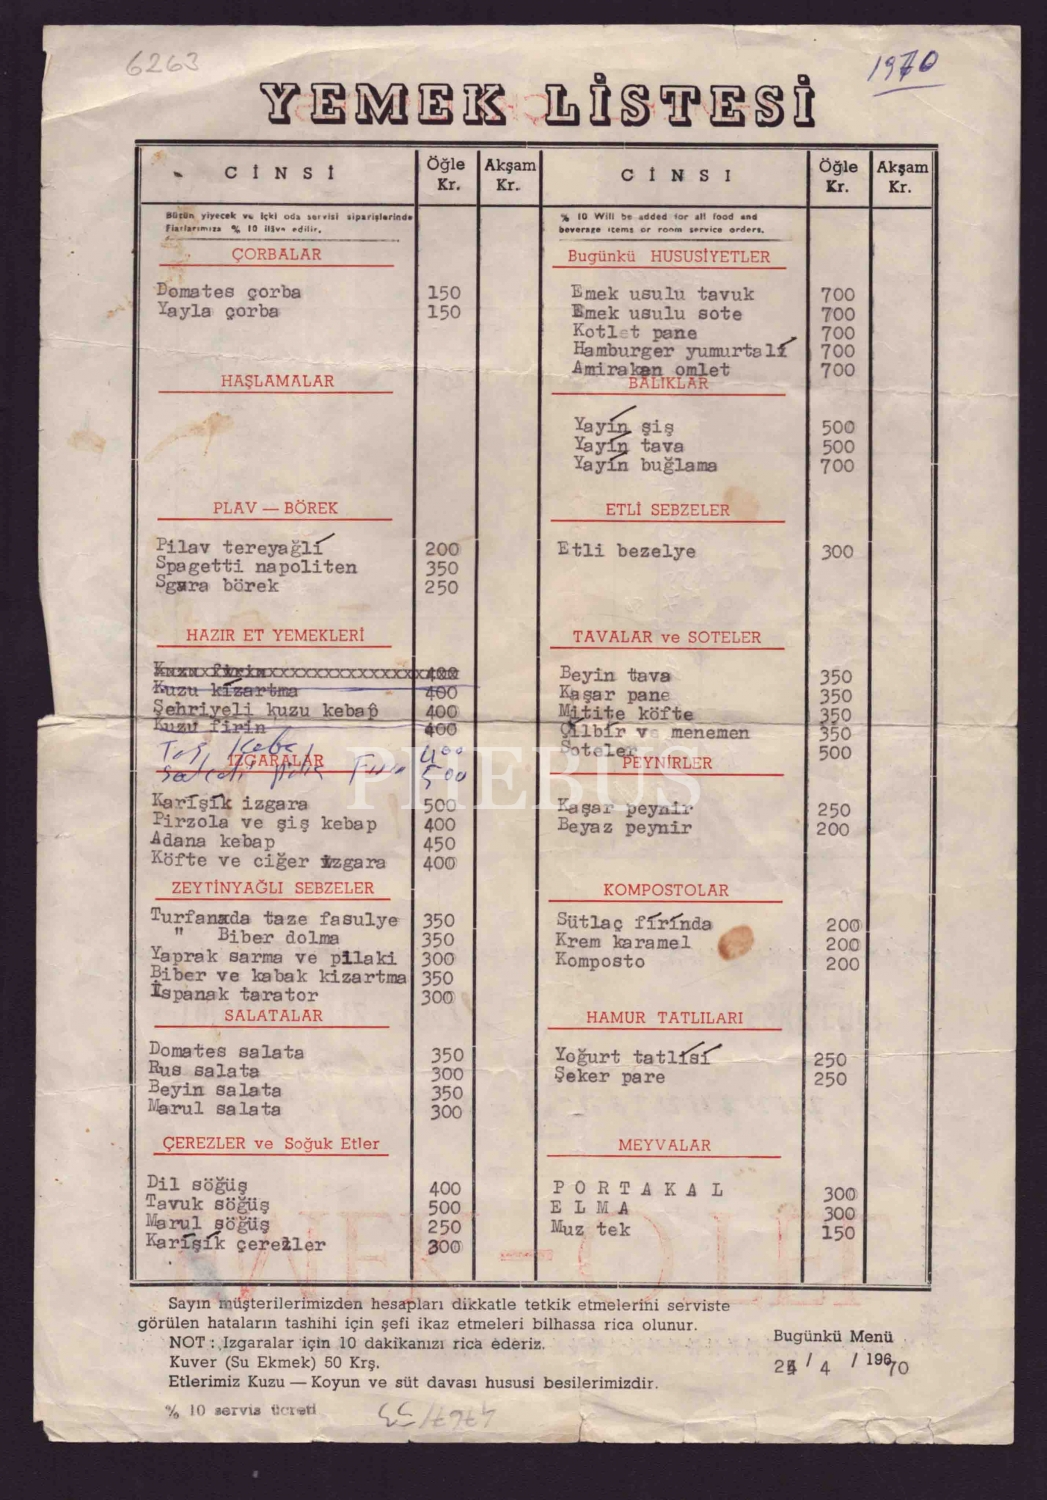 6263
1970
YEMEK LİSTESİ
CİNSİ
Öğle Kr.
Akşam Kr.
Bütün yiyecek ve içki oda servisi siparişlerinde
Fiatlarımıza % 10 ilâve edilir.
ÇORBALAR
Domates çorba 150
Yayla çorba 150
HAŞLAMALAR
PLAV — BÖREK
Pilav tereyağlı 200
Spagetti napoliten 350
Sgara börek 250
HAZIR ET YEMEKLERİ
Kuzu firin 400
Kuzu kızartma 400
Şehriyeli kuzu kebap 400
Kuzu firin 400
400
IZGARALAR
500
Karışık izgara 500
Pirzola ve şiş kebap 400
Adana kebap 450
Köfte ve ciğer izgara 400
ZEYTİNYAĞLI SEBZELER
Turfanada taze fasulye 350
" Biber dolma 350
Yaprak sarma ve pilaki 300
Biber ve kabak kizartma 350
İspanak tarator 300
SALATALAR
Domates salata 350
Rus salata 300
Beyin salata 350
Marul salata 300
ÇEREZLER ve Soğuk Etler
Dil söğüş 400
Tavuk söğüş 500
Marul söğüş 250
Karışık çerezler 300
CİNSI
Öğle Kr.
Akşam Kr.
% 10 Will be added for all food and
beverage items or room service orders.
Bugünkü HUSUSİYETLER
Emek usulu tavuk 700
Emek usulu sote 700
Kotlet pane 700
Hamburger yumurtalı 700
Amiraken omlet 700
BALIKLAR
Yayın şiş 500
Yayın tava 500
Yayın buğlama 700
ETLİ SEBZELER
Etli bezelye 300
TAVALAR ve SOTELER
Beyin tava 350
Kaşar pane 350
Mitite köfte 350
Çilbir ve menemen 350
Soteler 500
PEYNİRLER
Kaşar peynir 250
Beyaz peynir 200
KOMPOSTOLAR
Sütlaç fırında 200
Krem karamel 200
Komposto 200
HAMUR TATLILARI
Yoğurt tatlısı 250
Şeker pare 250
MEYVALAR
PORTAKAL 300
ELMA 300
Muz tek 150
PHEBUS
Sayın müşterilerimizden hesapları dikkatle tetkik etmelerini serviste
görülen hataların tashihi için şefi ikaz etmeleri bilhassa rica olunur.
NOT : Izgaralar için 10 dakikanızı rica ederiz.
Kuver (Su Ekmek) 50 Krş.
Etlerimiz Kuzu — Koyun ve süt davası hususi besilerimizdir.
% 10 servis ücreti
Bugünkü Menü
/ 4 / 1970